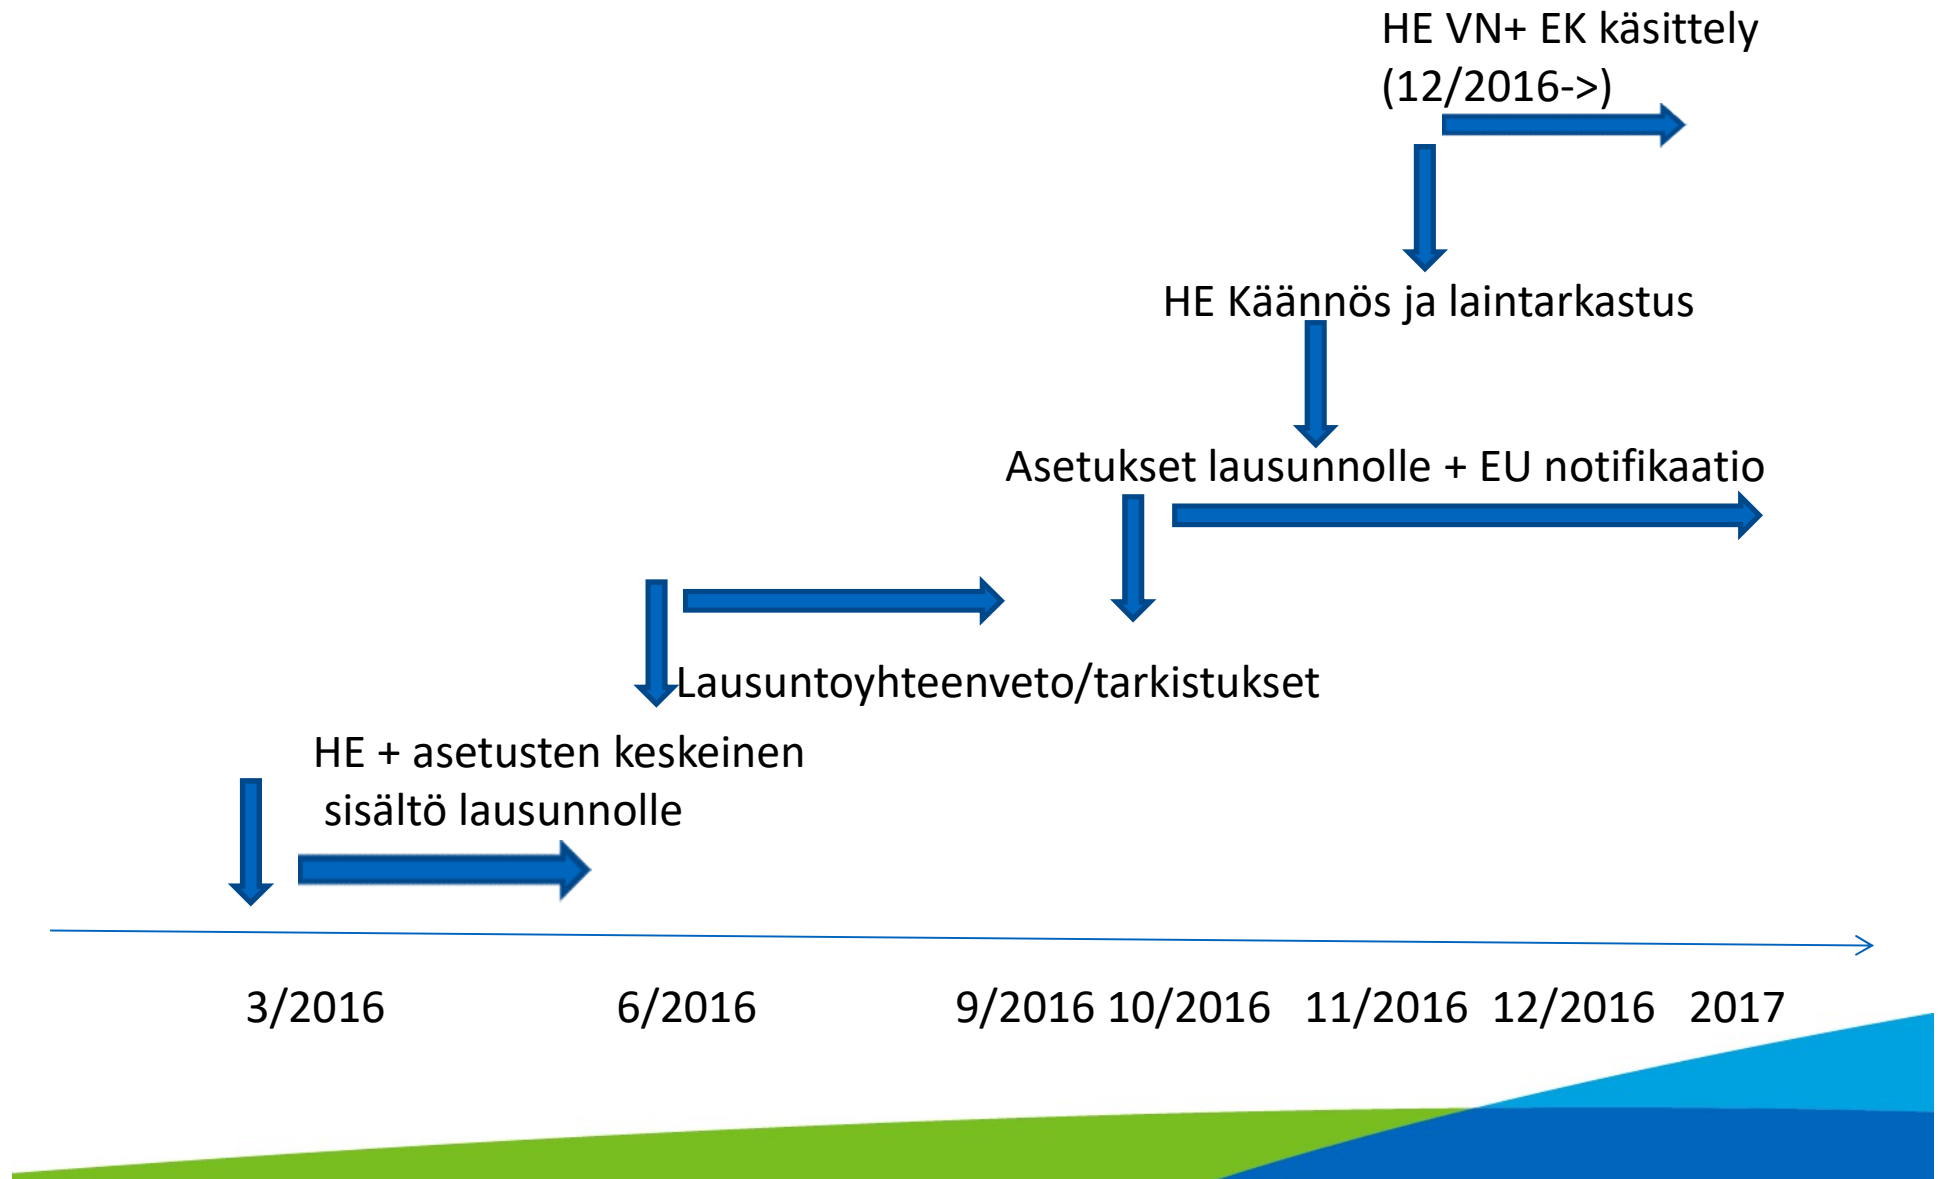 HE VN+ EK käsittely
(12/2016->)
HE Käännös ja laintarkastus
Asetukset lausunnolle + EU notifikaatio
Lausuntoyhteenveto/tarkistukset
HE + asetusten keskeinen
sisältö lausunnolle
3/2016 6/2016 9/2016 10/2016 11/2016 12/2016 2017